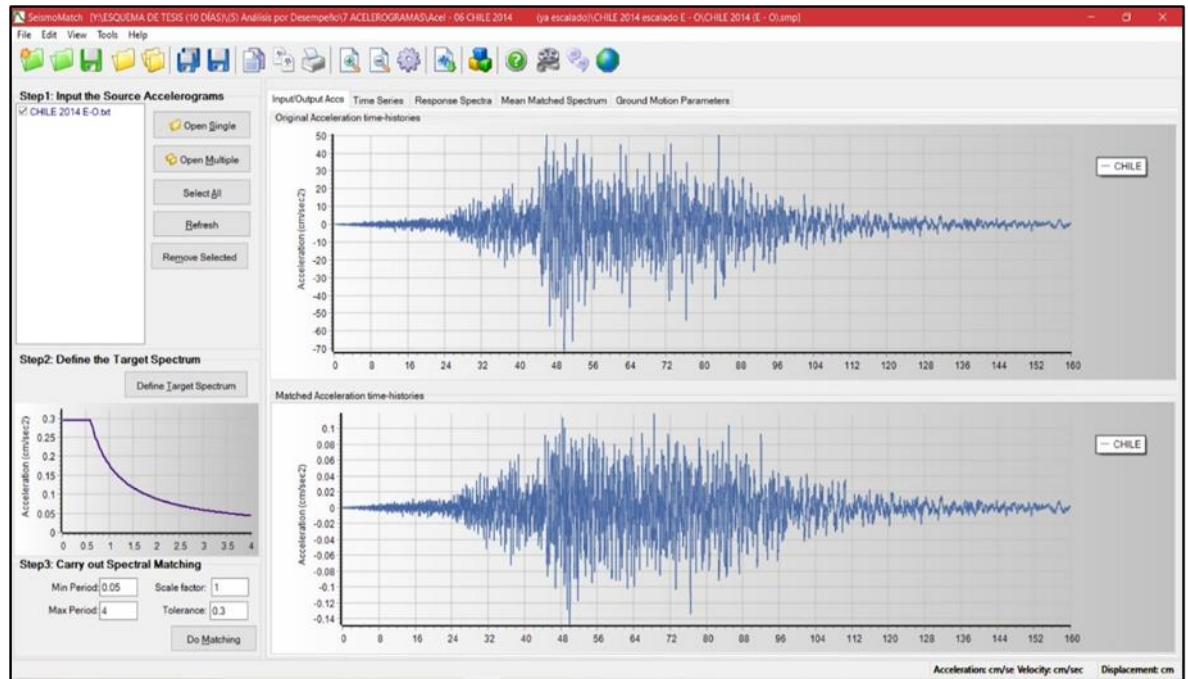 SeismoMatch [Y:\ESQUEMA DE TESIS (10 DÍAS)\(5) Análisis por Desempeño\7 ACELEROGRAMAS\Acel - 06 CHILE 2014 (ya escalado)\CHILE 2014 escalado E - O\CHILE 2014 (E - O).smp]
File Edit View Tools Help
Step1: Input the Source Accelerograms
CHILE 2014 E-O.txt
Open Single
Open Multiple
Select All
Refresh
Remove Selected
Step2: Define the Target Spectrum
Define Target Spectrum
Acceleration (cm/sec2)
0.3
0.25
0.2
0.15
0.1
0.05
0
0 0.5 1 1.5 2 2.5 3 3.5 4
Step3: Carry out Spectral Matching
Min Period: 0.05 Scale factor: 1
Max Period: 4 Tolerance: 0.3
Do Matching
Input/Output Accs Time Series Response Spectra Mean Matched Spectrum Ground Motion Parameters
Original Acceleration time-histories
Acceleration (cm/sec2)
50
40
30
20
10
0
-10
-20
-30
-40
-50
-60
-70
0 8 16 24 32 40 48 56 64 72 80 88 96 104 112 120 128 136 144 152 160
CHILE
Matched Acceleration time-histories
Acceleration (cm/sec2)
0.1
0.08
0.06
0.04
0.02
0
-0.02
-0.04
-0.06
-0.08
-0.1
-0.12
-0.14
0 8 16 24 32 40 48 56 64 72 80 88 96 104 112 120 128 136 144 152 160
CHILE
Acceleration: cm/se Velocity: cm/sec Displacement: cm